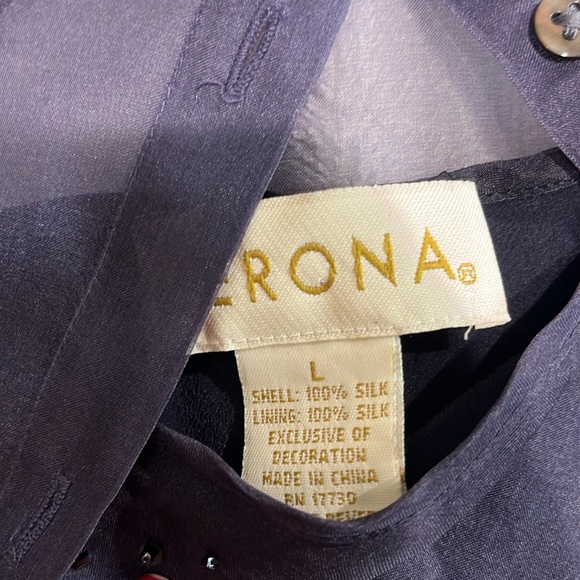 ERONA®
L
SHELL: 100% SILK
LINING: 100% SILK
EXCLUSIVE OF
DECORATION
MADE IN CHINA
RN 17730